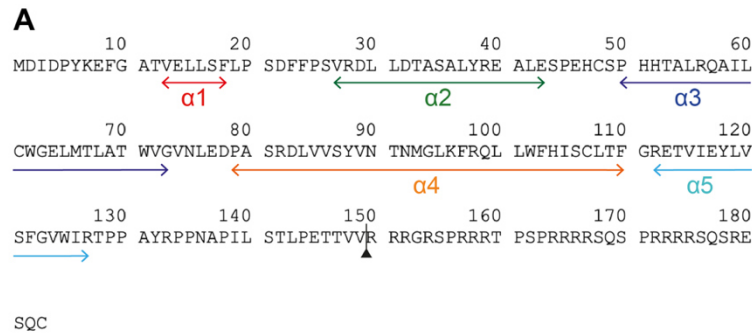 A
10 20 30 40 50 60
MDIDPYKEFG ATVELLSFLP SDFFPSVRDL LDTASALYRE ALESPEHCSP HHTALRQAIL
α1 α2 α3
70 80 90 100 110 120
CWGELMTLAT WVGVNLEDPA SRDLVVSYVN TNMGLKFRQL LWFHISCLTF GRETVIEYLV
α4 α5
130 140 150 160 170 180
SFGVWIRTPP AYRPPNAPIL STLPETTVVR RRGRSPRRRT PSPRRRRSQS PRRRRSQSRE
SQC